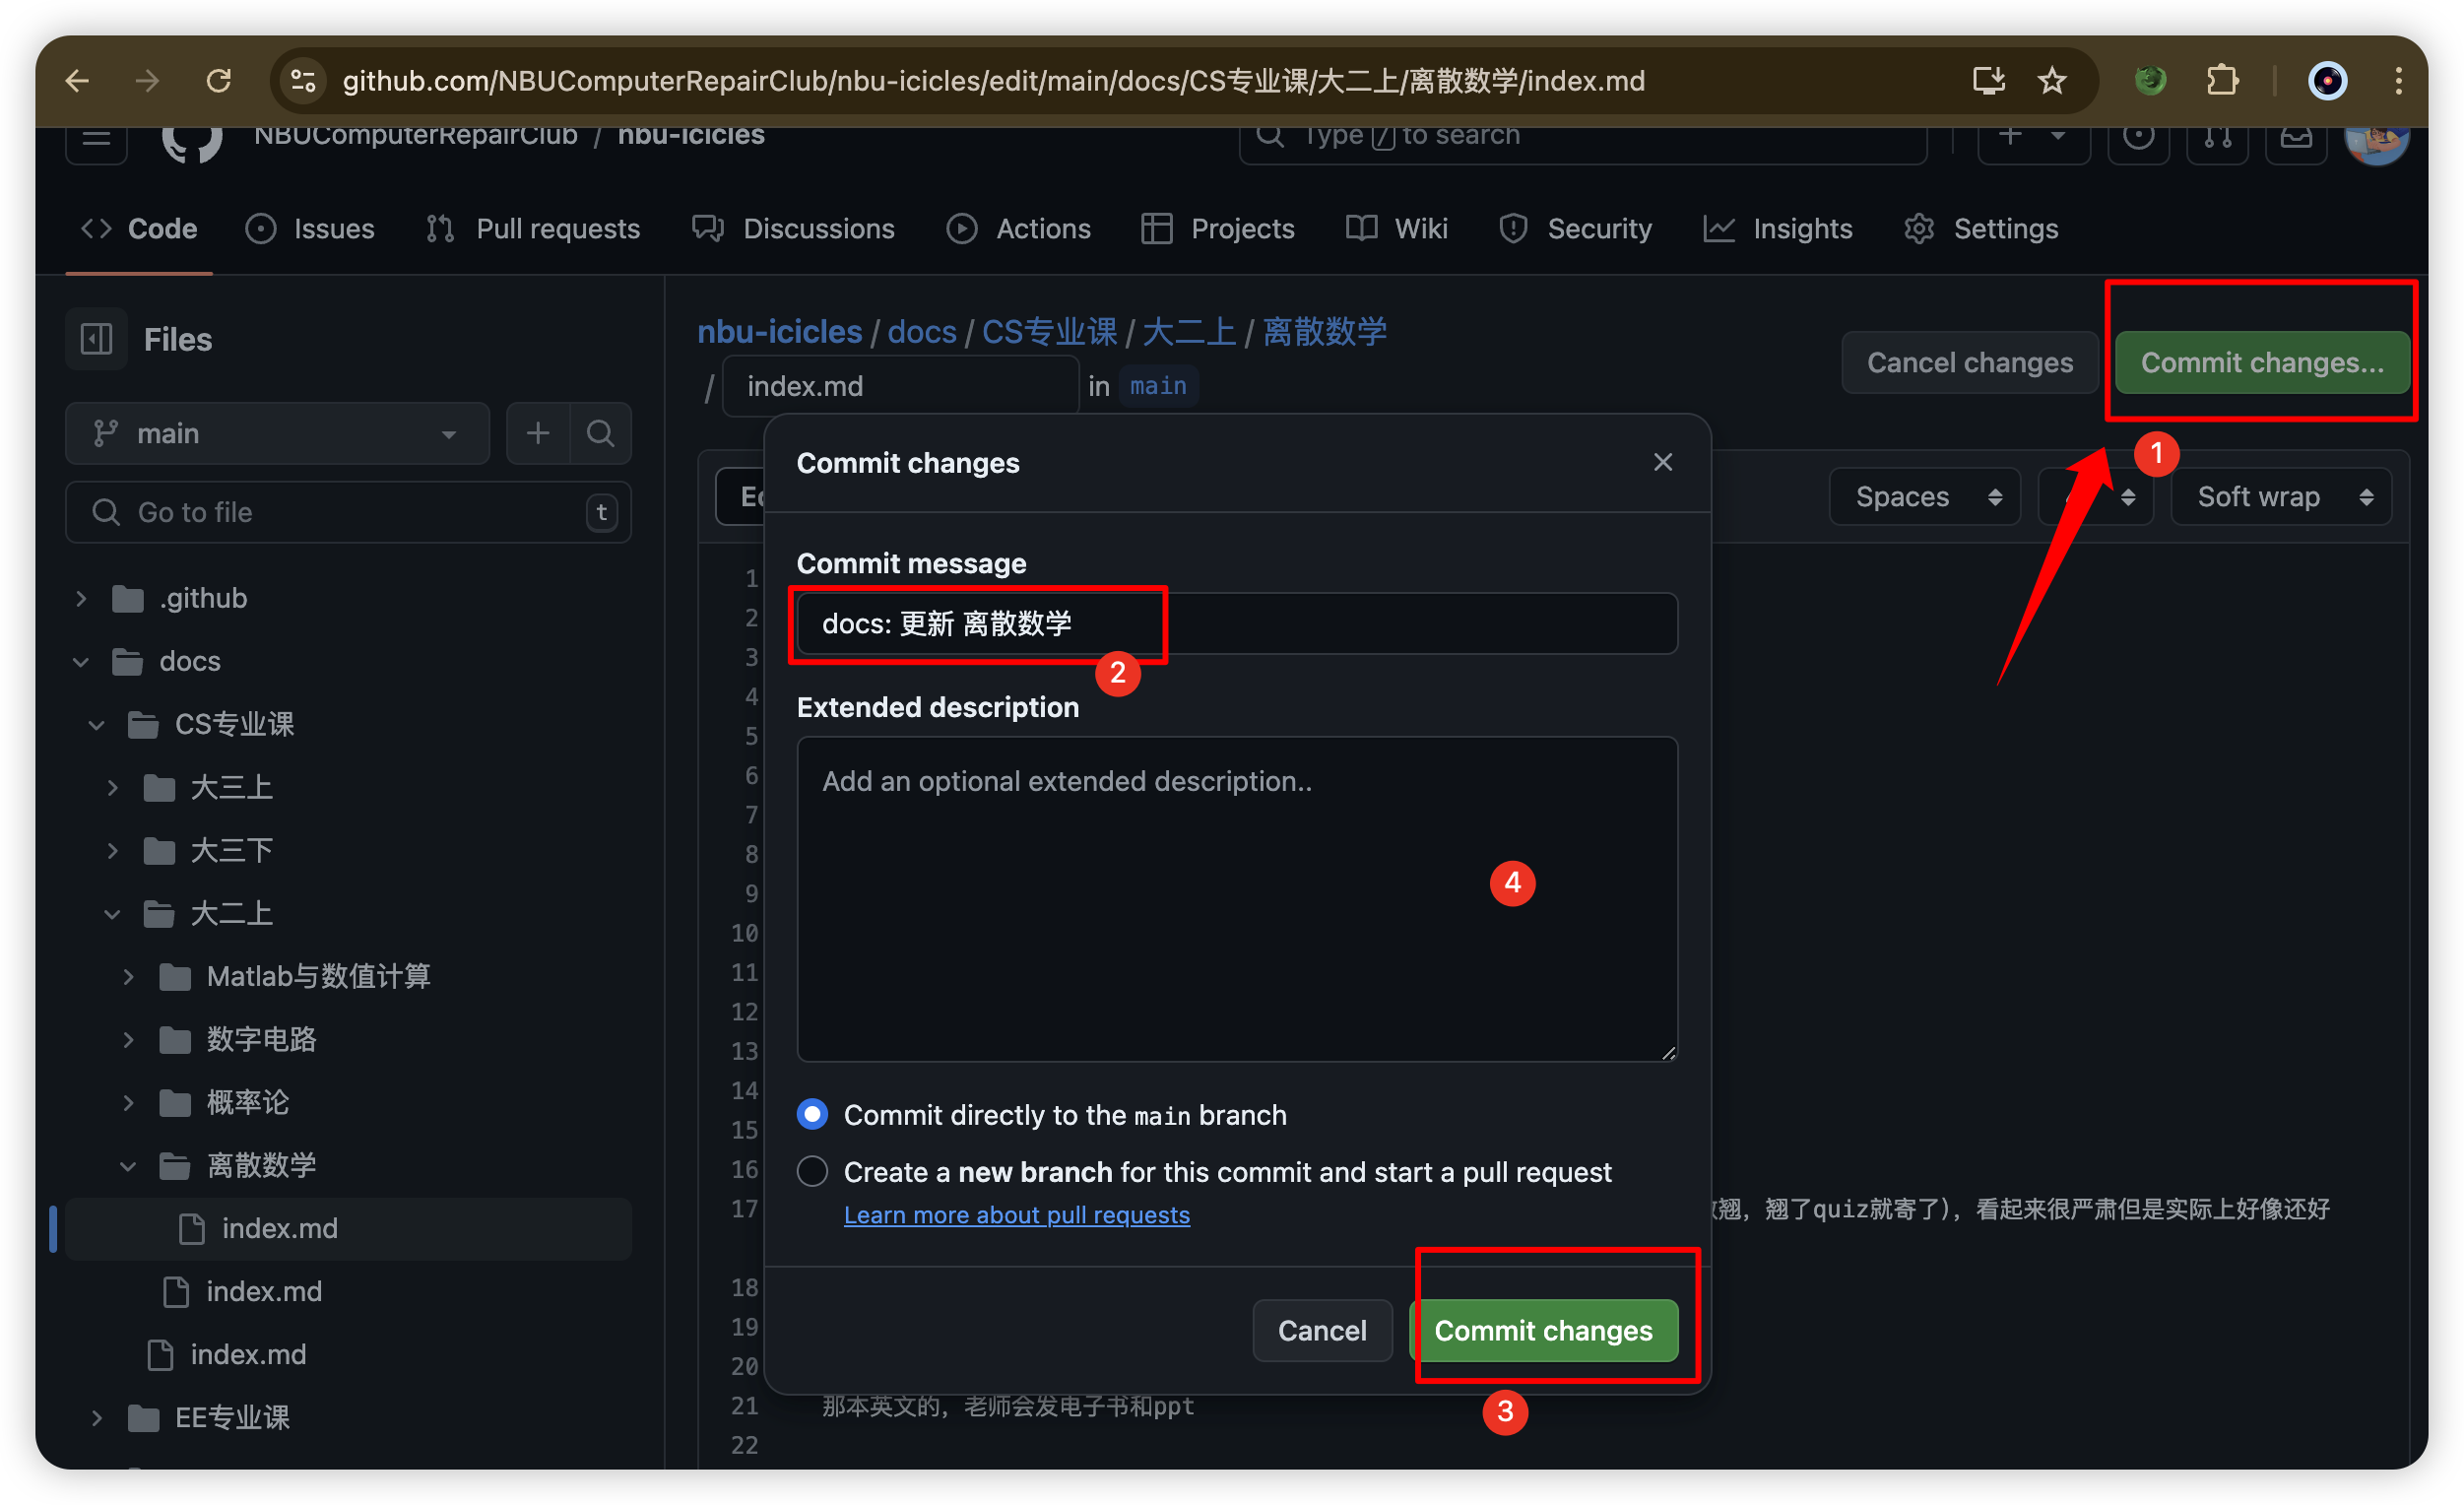 github.com/NBUComputerRepairClub/nbu-icicles/edit/main/docs/CS专业课/大二上/离散数学/index.md
NBUComputerRepairClub / nbu-icicles
Type / to search
Code
Issues
Pull requests
Discussions
Actions
Projects
Wiki
Security
Insights
Settings
Files
main
Go to file
t
.github
docs
CS专业课
大三上
大三下
大二上
Matlab与数值计算
数字电路
概率论
离散数学
index.md
index.md
index.md
EE专业课
nbu-icicles / docs / CS专业课 / 大二上 / 离散数学
/ index.md in main
Cancel changes
Commit changes...
1
Spaces
Soft wrap
Commit changes
Commit message
docs: 更新 离散数学
2
Extended description
Add an optional extended description..
4
Commit directly to the main branch
Create a new branch for this commit and start a pull request
Learn more about pull requests
Cancel
Commit changes
3
1
2
3
4
5
6
7
8
9
10
11
12
13
14
15
16
17 翘，翘了quiz就寄了)，看起来很严肃但是实际上好像还好
18
19
20
21 那本英文的，老师会发电子书和ppt
22